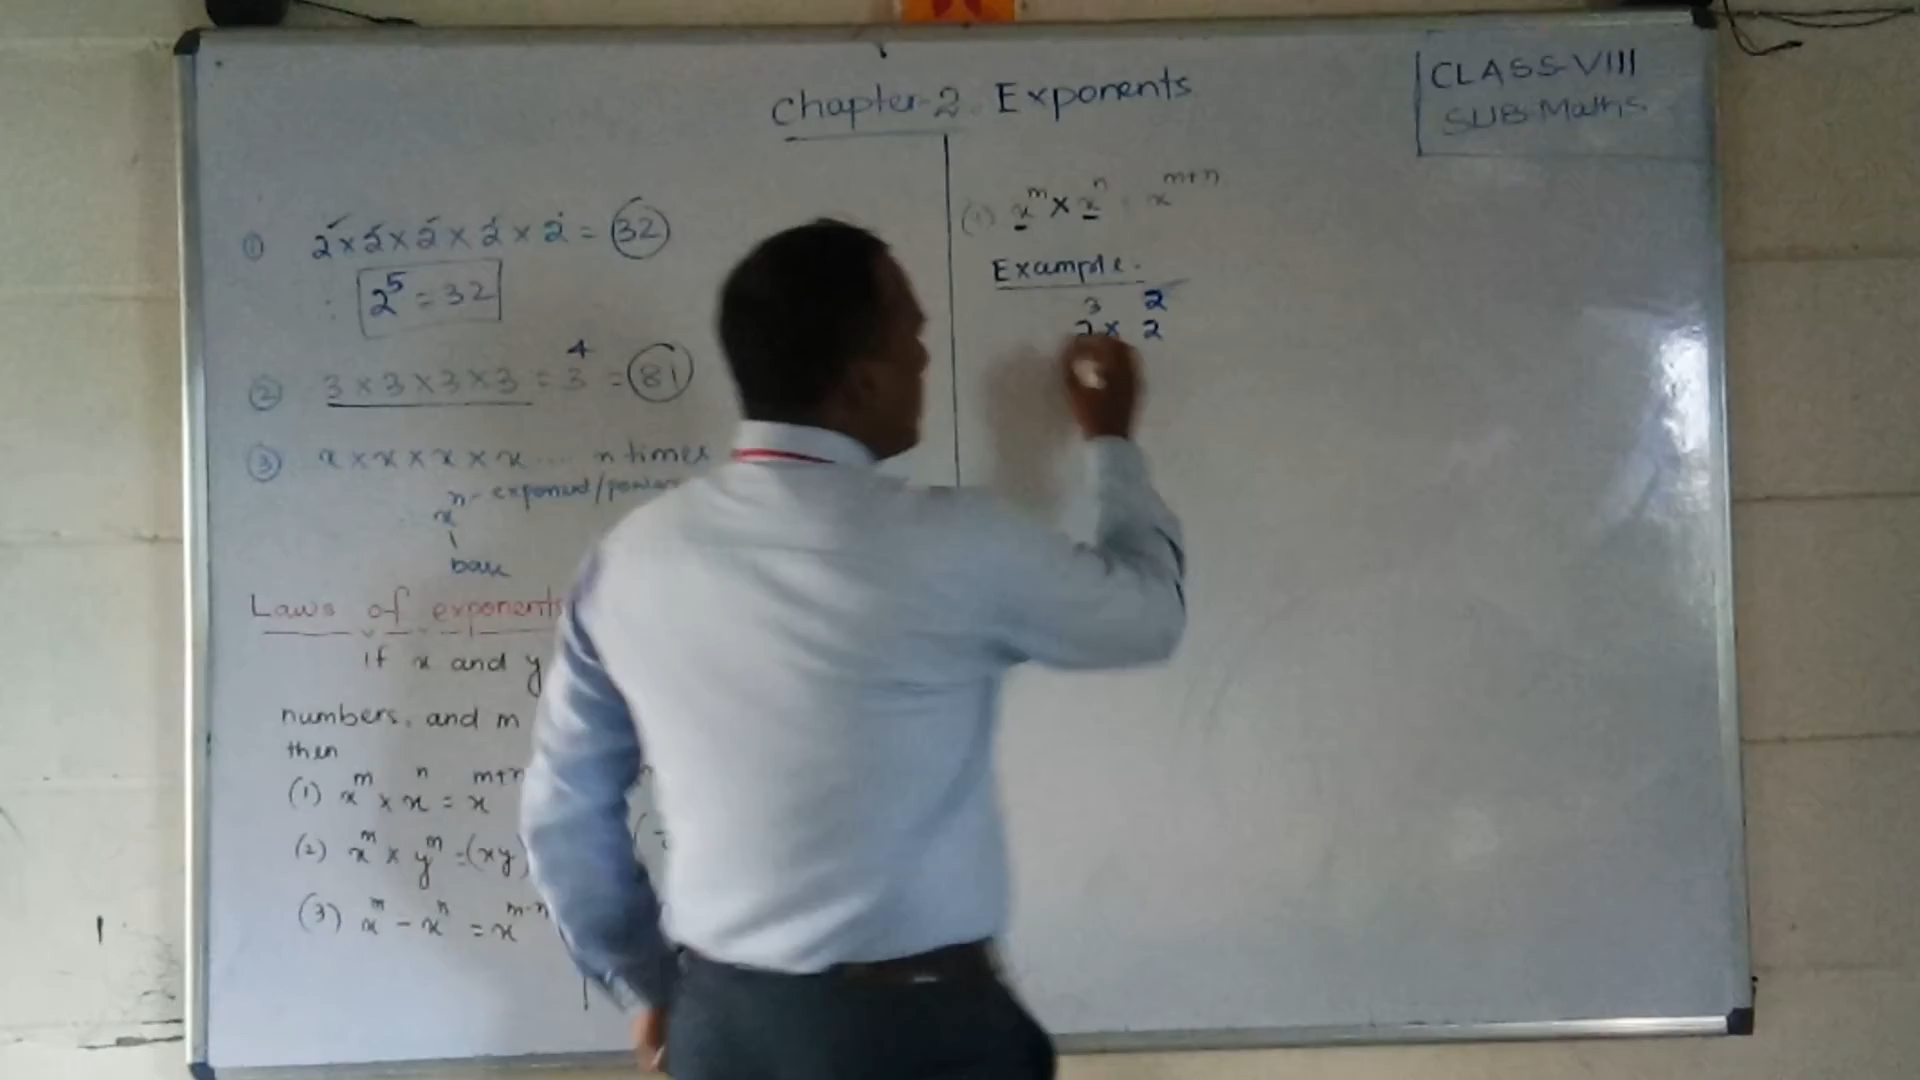 Chapter-2 Exponents
CLASS-VIII
SUB-Maths
① 2×2×2×2×2 = 32
∴ 2⁵ = 32
② 3×3×3×3 = 3⁴ = 81
③ x×x×x×x.... n times
xⁿ - exponent/power
base
Laws of exponents
If x and y
numbers, and m
then
(1) xᵐ × xⁿ = xᵐ⁺ⁿ
(2) xᵐ × yᵐ = (xy)
(3) xᵐ - xⁿ = xᵐ⁻ⁿ
(1) xᵐ × xⁿ = xᵐ⁺ⁿ
Example.
2³ × 2²